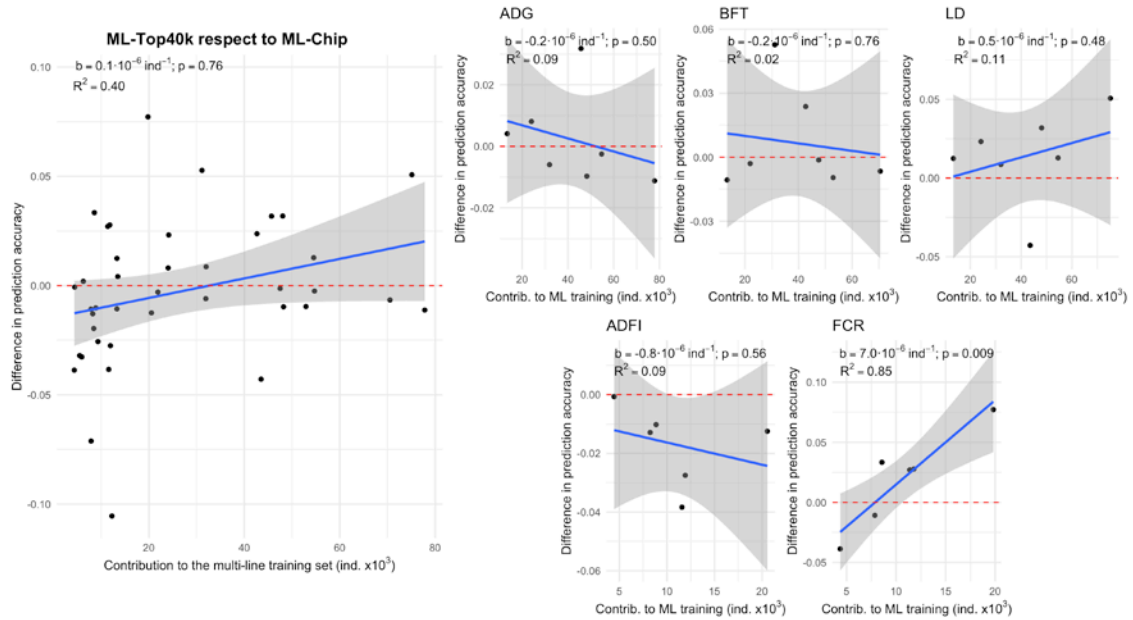 ML-Top40k respect to ML-Chip
b = 0.1·10⁻⁶ ind⁻¹; p = 0.76
R² = 0.40
0.10
0.05
0.00
-0.05
-0.10
20 40 60 80
Difference in prediction accuracy
Contribution to the multi-line training set (ind. x10³)
ADG
b = -0.2·10⁻⁶ ind⁻¹; p = 0.50
R² = 0.09
0.02
0.00
-0.02
20 40 60 80
Difference in prediction accuracy
Contrib. to ML training (ind. x10³)
BFT
b = -0.2·10⁻⁶ ind⁻¹; p = 0.76
R² = 0.02
0.06
0.03
0.00
-0.03
20 40 60
Difference in prediction accuracy
Contrib. to ML training (ind. x10³)
LD
b = 0.5·10⁻⁶ ind⁻¹; p = 0.48
R² = 0.11
0.05
0.00
-0.05
20 40 60
Difference in prediction accuracy
Contrib. to ML training (ind. x10³)
ADFI
b = -0.8·10⁻⁶ ind⁻¹; p = 0.56
R² = 0.09
0.00
-0.02
-0.04
-0.06
5 10 15 20
Difference in prediction accuracy
Contrib. to ML training (ind. x10³)
FCR
b = 7.0·10⁻⁶ ind⁻¹; p = 0.009
R² = 0.85
0.10
0.05
0.00
-0.05
5 10 15 20
Difference in prediction accuracy
Contrib. to ML training (ind. x10³)